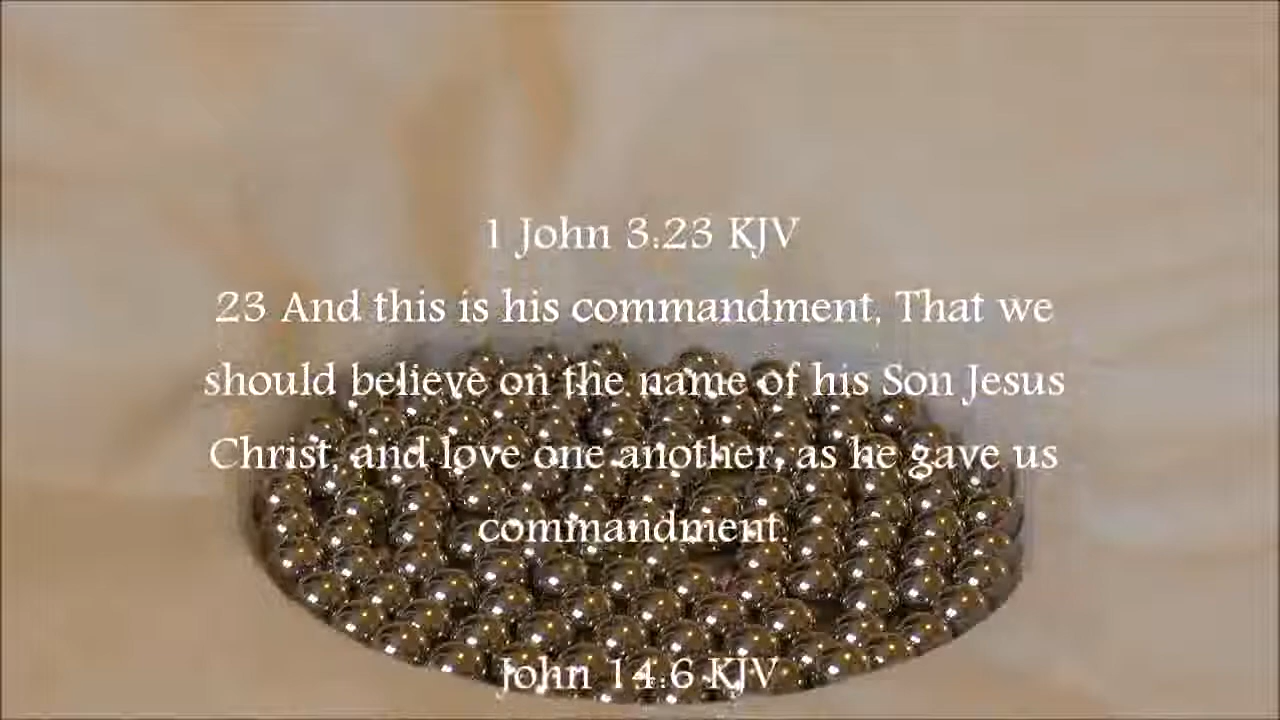 1 John 3:23 KJV
23 And this is his commandment, That we
should believe on the name of his Son Jesus
Christ, and love one another, as he gave us
commandment.
John 14:6 KJV